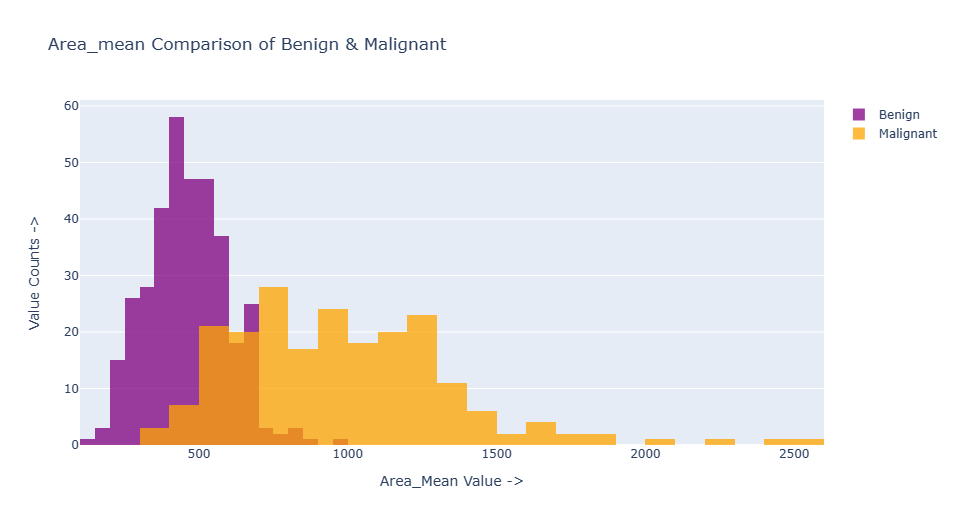 Area_mean Comparison of Benign & Malignant
Benign
Malignant
Value Counts ->
60
50
40
30
20
10
0
500
1000
1500
2000
2500
Area_Mean Value ->